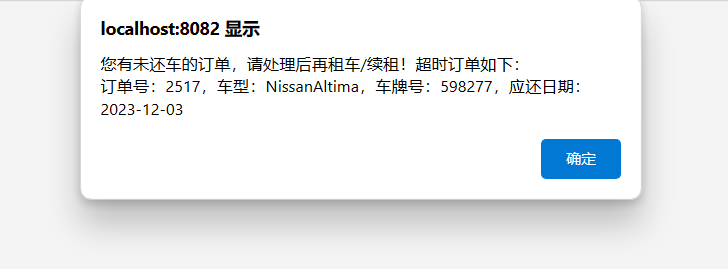 localhost:8082 显示
您有未还车的订单，请处理后再租车/续租！超时订单如下：
订单号：2517，车型：NissanAltima，车牌号：598277，应还日期：
2023-12-03
确定